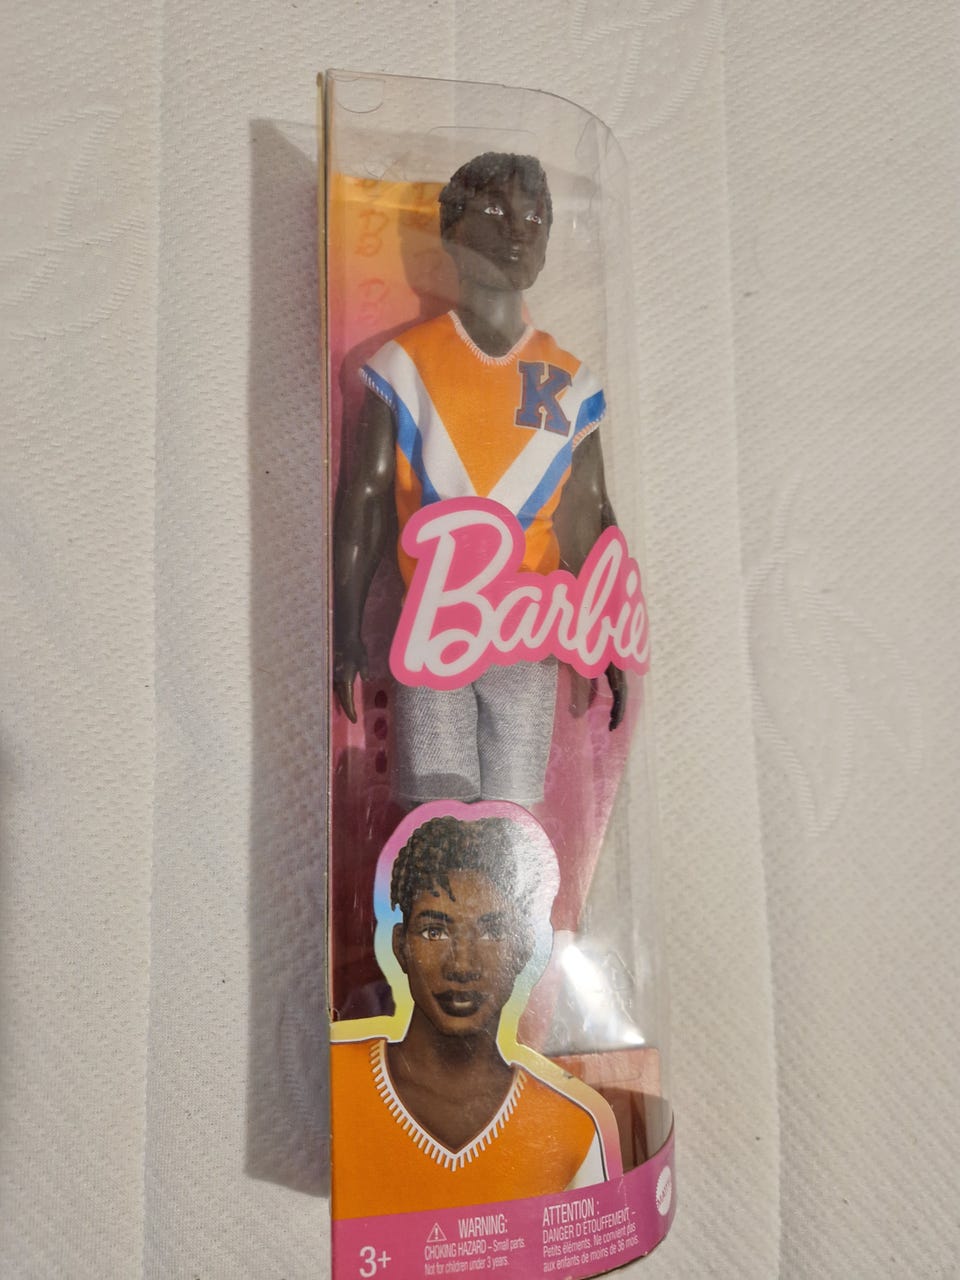 K
Barbie
3+
WARNING:
CHOKING HAZARD – Small parts.
Not for children under 3 years.
ATTENTION :
DANGER D'ÉTOUFFEMENT –
Petits éléments. Ne convient pas
aux enfants de moins de 36 mois.
MATTEL